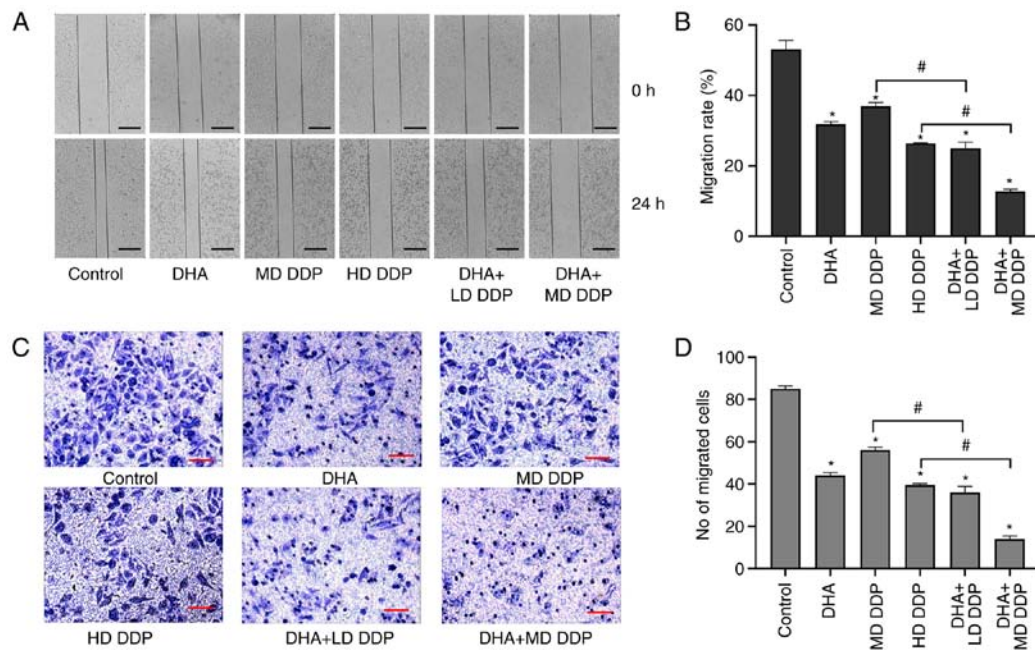 A
0 h
24 h
Control
DHA
MD DDP
HD DDP
DHA+
LD DDP
DHA+
MD DDP
B
Migration rate (%)
60
40
20
0
#
#
*
*
*
*
*
Control
DHA
MD DDP
HD DDP
DHA+
LD DDP
DHA+
MD DDP
C
Control
DHA
MD DDP
HD DDP
DHA+LD DDP
DHA+MD DDP
D
No of migrated cells
100
80
60
40
20
0
#
#
*
*
*
*
*
Control
DHA
MD DDP
HD DDP
DHA+
LD DDP
DHA+
MD DDP